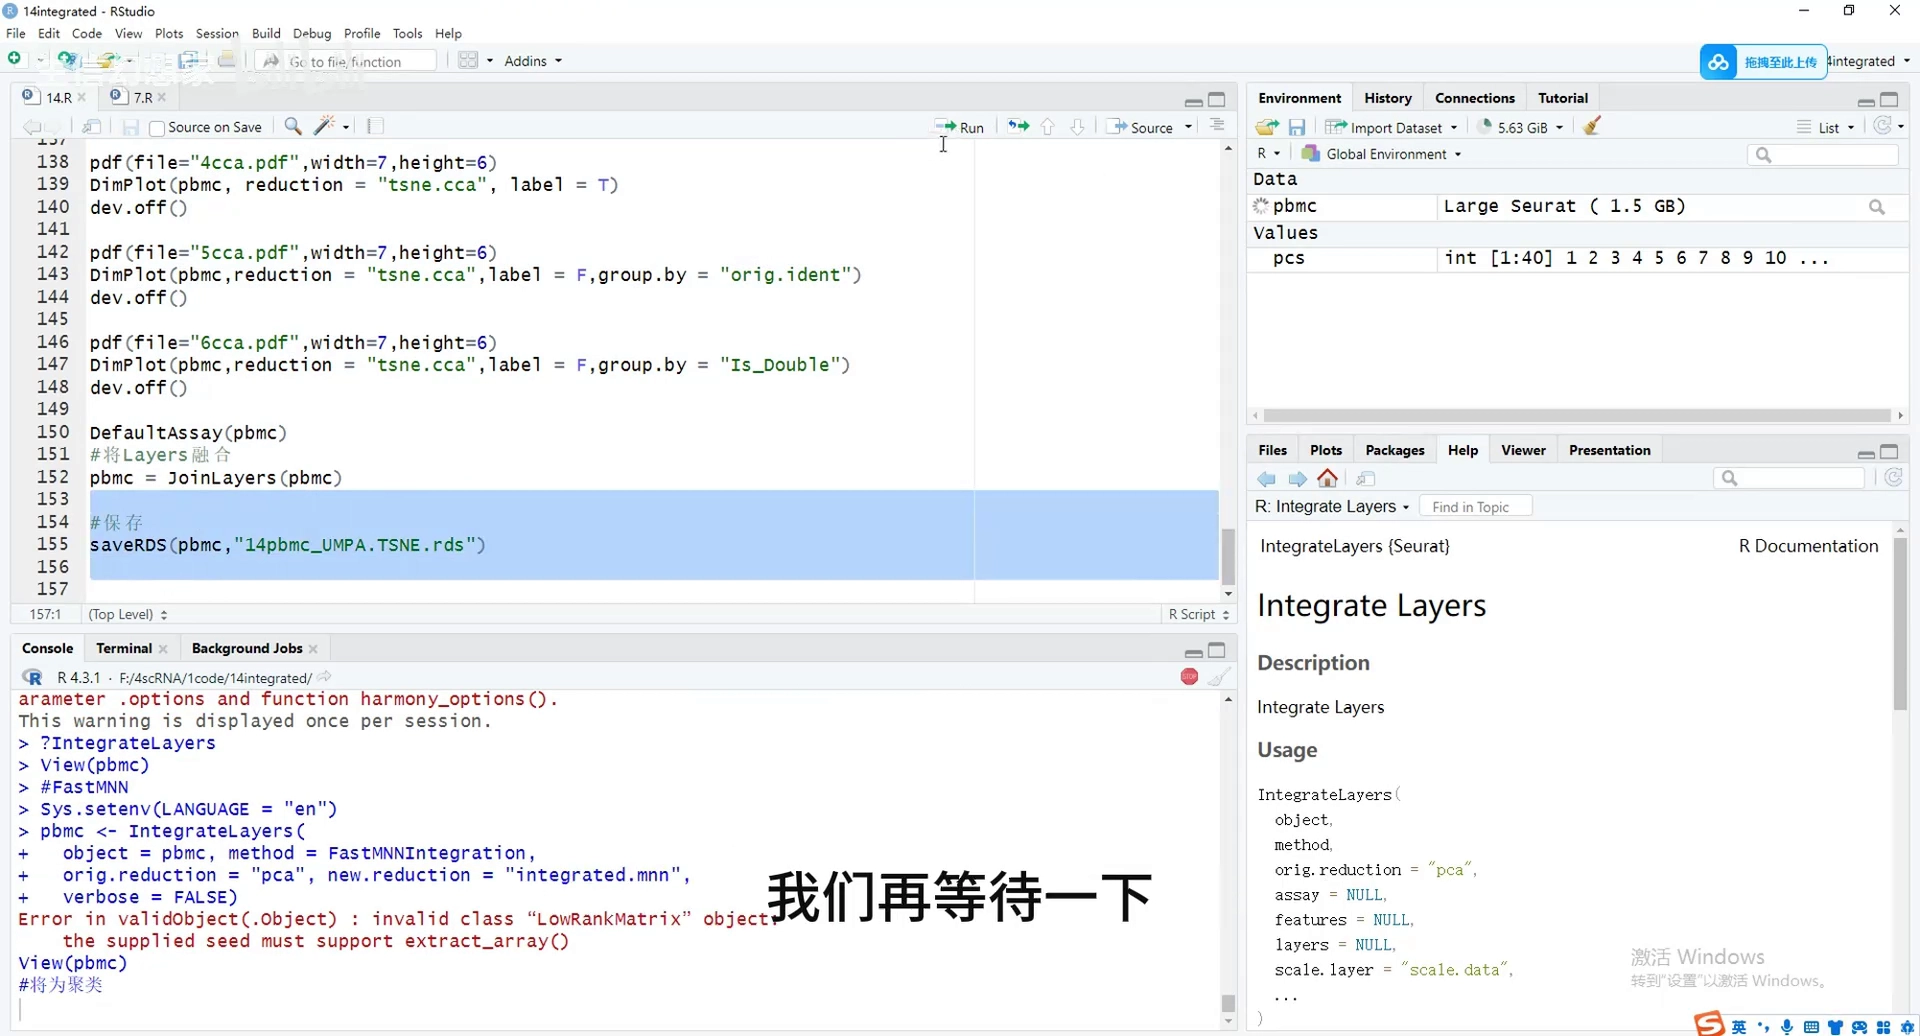 14integrated - RStudio
File Edit Code View Plots Session Build Debug Profile Tools Help
Go to file/function Addins
拖拽至此上传 4integrated
14.R 7.R
Source on Save Run Source
137
138 pdf(file="4cca.pdf",width=7,height=6)
139 DimPlot(pbmc, reduction = "tsne.cca", label = T)
140 dev.off()
141
142 pdf(file="5cca.pdf",width=7,height=6)
143 DimPlot(pbmc,reduction = "tsne.cca",label = F,group.by = "orig.ident")
144 dev.off()
145
146 pdf(file="6cca.pdf",width=7,height=6)
147 DimPlot(pbmc,reduction = "tsne.cca",label = F,group.by = "Is_Double")
148 dev.off()
149
150 DefaultAssay(pbmc)
151 #将Layers融合
152 pbmc = JoinLayers(pbmc)
153
154 #保存
155 saveRDS(pbmc,"14pbmc_UMPA.TSNE.rds")
156
157
157:1 (Top Level) R Script
Console Terminal Background Jobs
R 4.3.1 · F:/4scRNA/1code/14integrated/
arameter .options and function harmony_options().
This warning is displayed once per session.
> ?IntegrateLayers
> View(pbmc)
> #FastMNN
> Sys.setenv(LANGUAGE = "en")
> pbmc <- IntegrateLayers(
+ object = pbmc, method = FastMNNIntegration,
+ orig.reduction = "pca", new.reduction = "integrated.mnn",
+ verbose = FALSE)
Error in validObject(.Object) : invalid class “LowRankMatrix” object:
the supplied seed must support extract_array()
View(pbmc)
#将为聚类
我们再等待一下
Environment History Connections Tutorial
Import Dataset 5.63 GiB List
R Global Environment
Data
pbmc Large Seurat ( 1.5 GB)
Values
pcs int [1:40] 1 2 3 4 5 6 7 8 9 10 ...
Files Plots Packages Help Viewer Presentation
R: Integrate Layers Find in Topic
IntegrateLayers {Seurat} R Documentation
Integrate Layers
Description
Integrate Layers
Usage
IntegrateLayers(
object,
method,
orig.reduction = "pca",
assay = NULL,
features = NULL,
layers = NULL,
scale.layer = "scale.data",
...
)
激活 Windows
转到“设置”以激活 Windows。
英